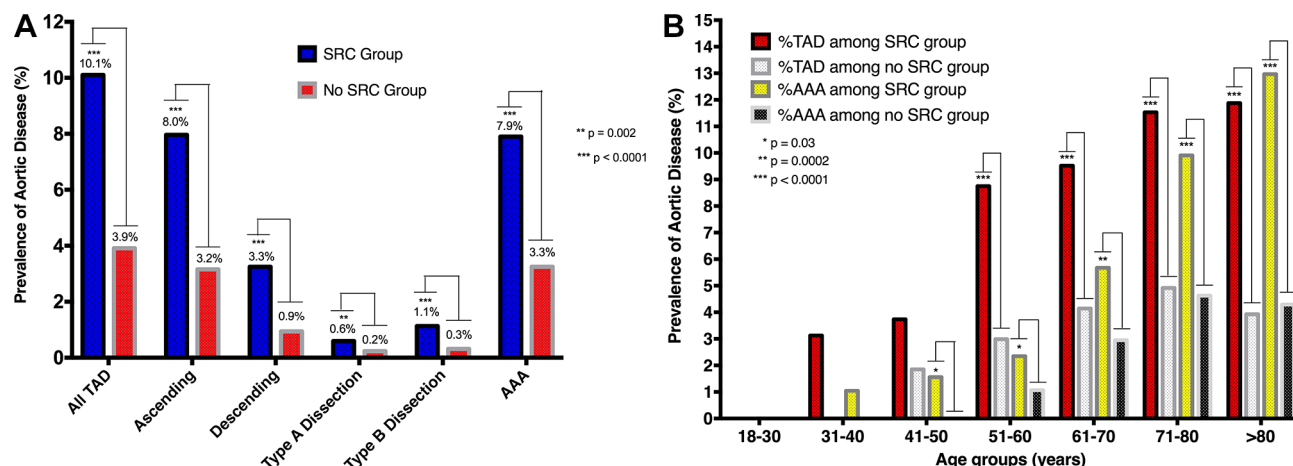 A
Prevalence of Aortic Disease (%)
12
10
8
6
4
2
0
SRC Group
No SRC Group
** p = 0.002
*** p < 0.0001
***
10.1%
3.9%
***
8.0%
3.2%
***
3.3%
0.9%
**
0.6%
0.2%
***
1.1%
0.3%
***
7.9%
3.3%
All TAD
Ascending
Descending
Type A Dissection
Type B Dissection
AAA
B
Prevalence of Aortic Disease (%)
15
14
13
12
11
10
9
8
7
6
5
4
3
2
1
0
%TAD among SRC group
%TAD among no SRC group
%AAA among SRC group
%AAA among no SRC group
* p = 0.03
** p = 0.0002
*** p < 0.0001
*
***
*
***
**
***
***
***
***
18-30
31-40
41-50
51-60
61-70
71-80
>80
Age groups (years)